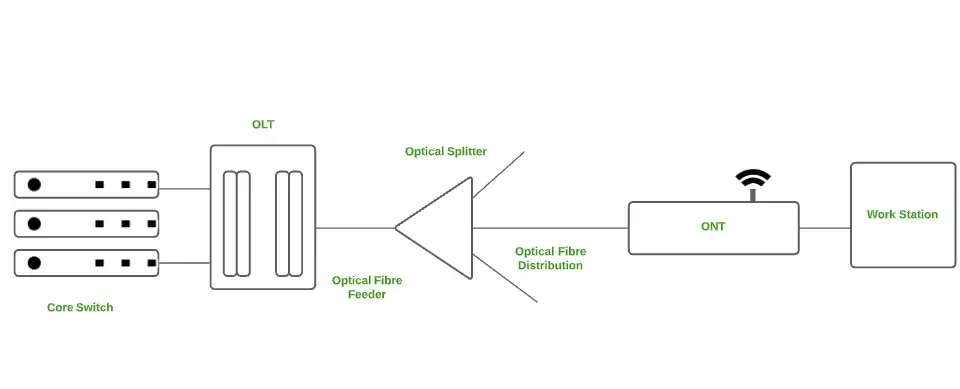 OLT
Optical Splitter
Work Station
ONT
Optical Fibre
Distribution
Optical Fibre
Feeder
Core Switch